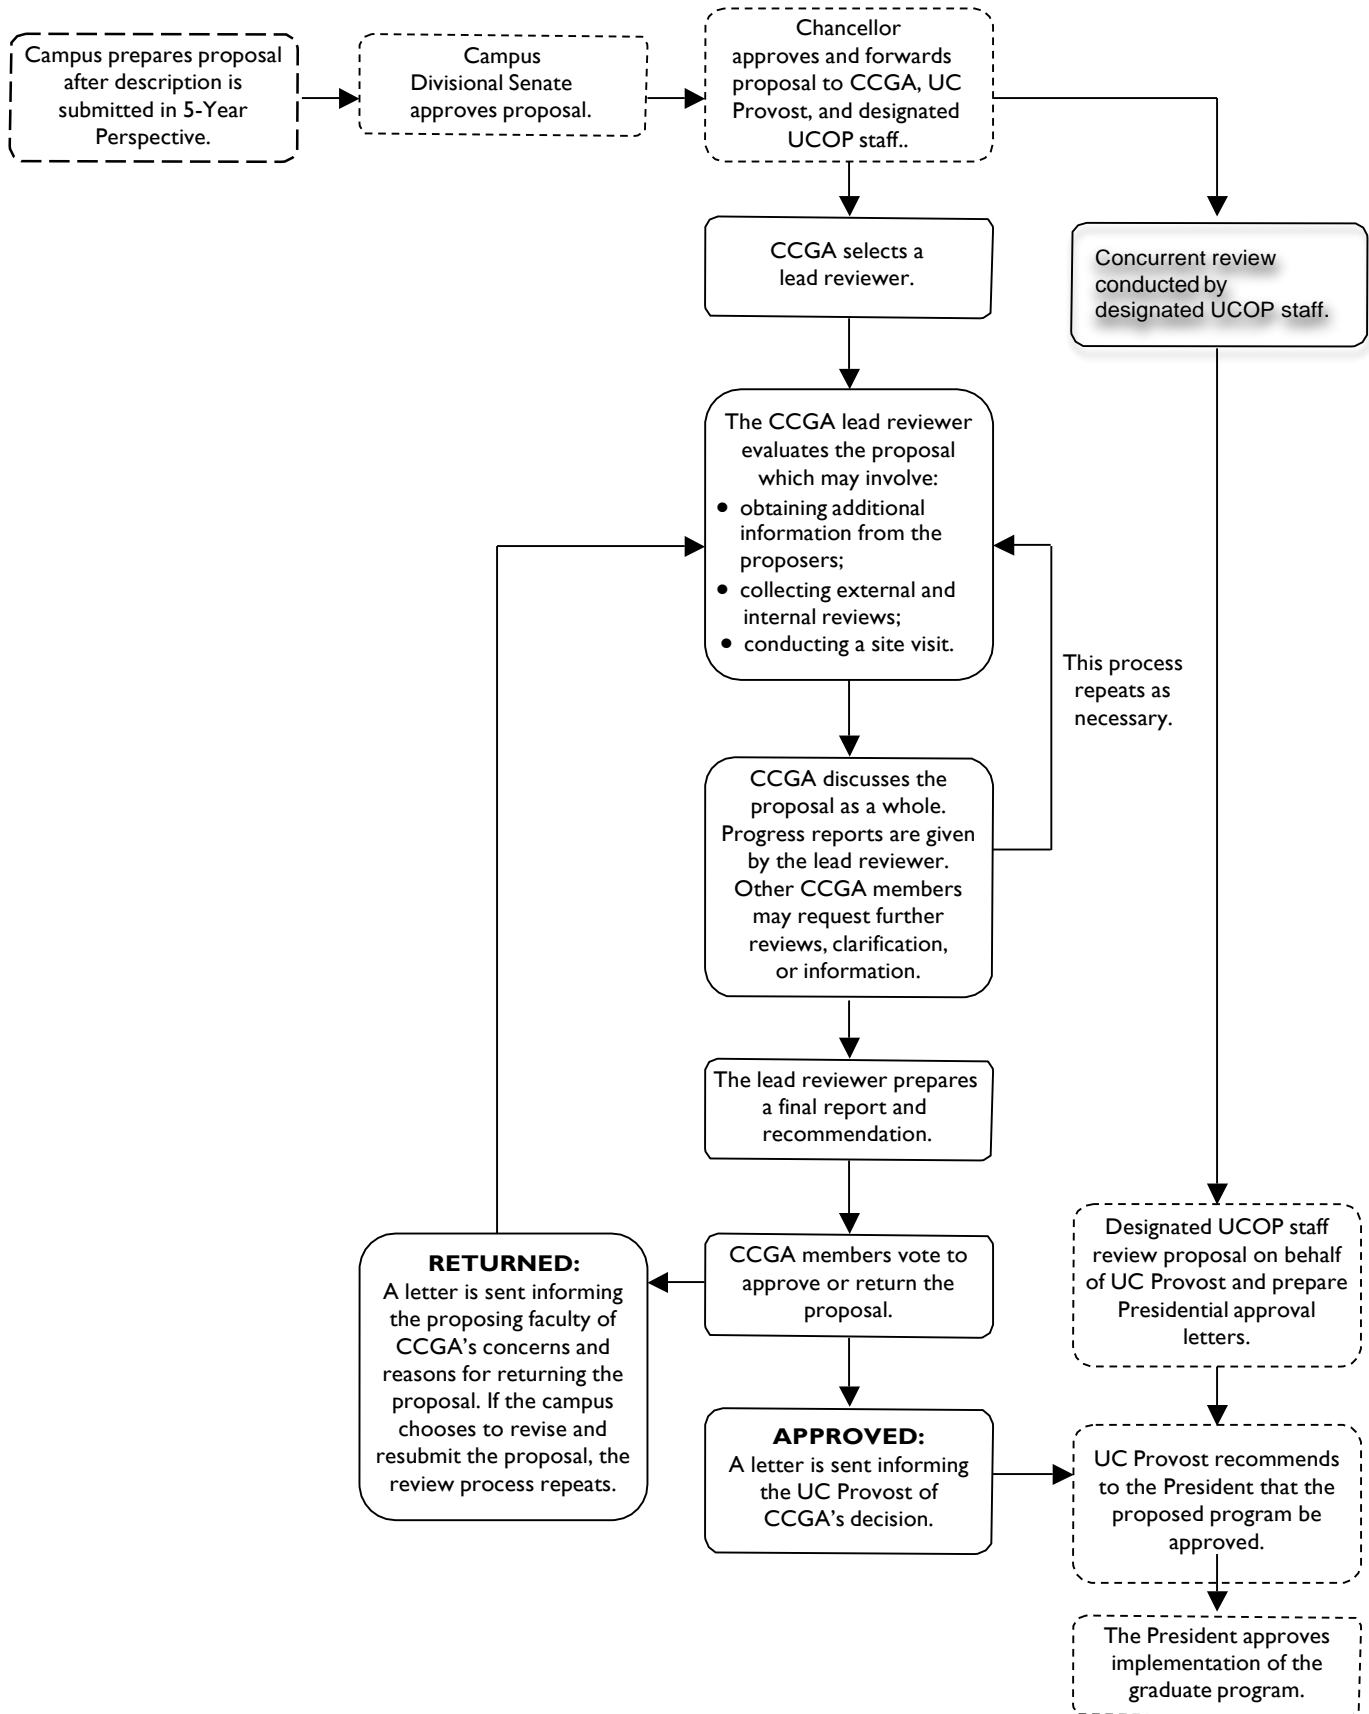 Campus prepares proposal
after description is
submitted in 5-Year
Perspective.
Campus
Divisional Senate
approves proposal.
Chancellor
approves and forwards
proposal to CCGA, UC
Provost, and designated
UCOP staff..
CCGA selects a
lead reviewer.
Concurrent review
conducted by
designated UCOP staff.
The CCGA lead reviewer
evaluates the proposal
which may involve:
• obtaining additional
information from the
proposers;
• collecting external and
internal reviews;
• conducting a site visit.
This process
repeats as
necessary.
CCGA discusses the
proposal as a whole.
Progress reports are given
by the lead reviewer.
Other CCGA members
may request further
reviews, clarification,
or information.
The lead reviewer prepares
a final report and
recommendation.
CCGA members vote to
approve or return the
proposal.
RETURNED:
A letter is sent informing
the proposing faculty of
CCGA’s concerns and
reasons for returning the
proposal. If the campus
chooses to revise and
resubmit the proposal, the
review process repeats.
APPROVED:
A letter is sent informing
the UC Provost of
CCGA’s decision.
Designated UCOP staff
review proposal on behalf
of UC Provost and prepare
Presidential approval
letters.
UC Provost recommends
to the President that the
proposed program be
approved.
The President approves
implementation of the
graduate program.